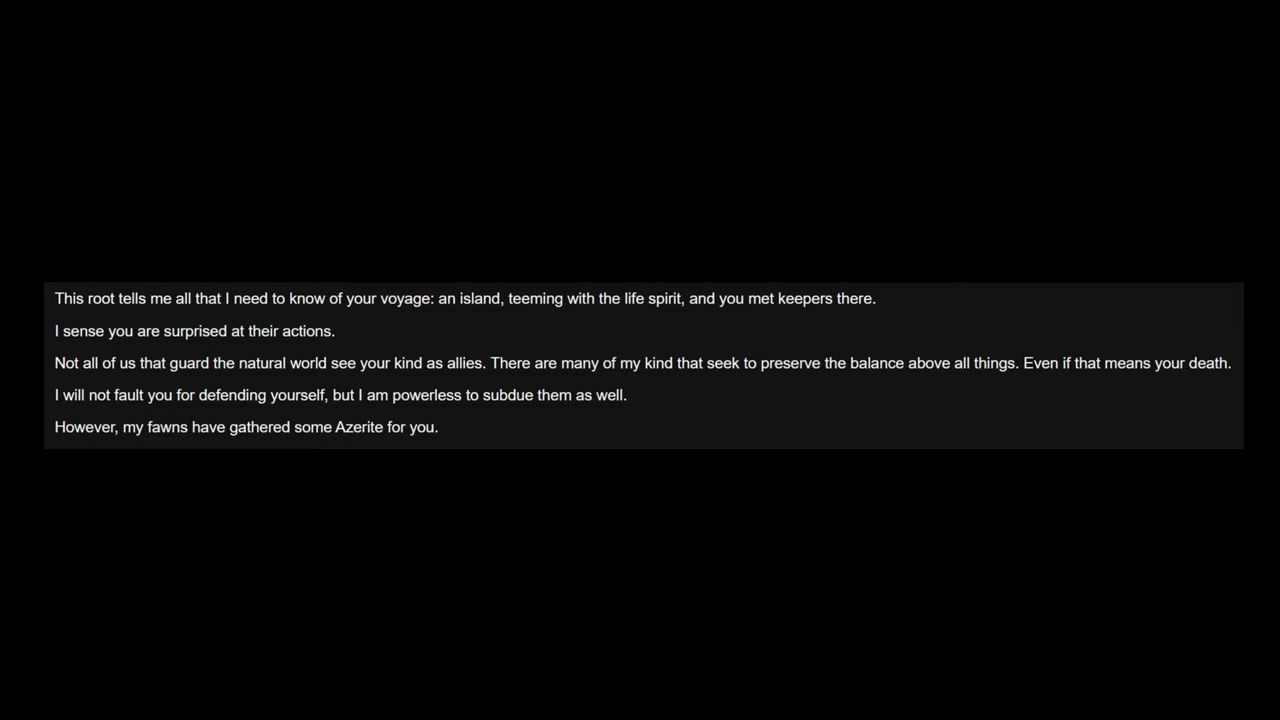 This root tells me all that I need to know of your voyage: an island, teeming with the life spirit, and you met keepers there.
I sense you are surprised at their actions.
Not all of us that guard the natural world see your kind as allies. There are many of my kind that seek to preserve the balance above all things. Even if that means your death.
I will not fault you for defending yourself, but I am powerless to subdue them as well.
However, my fawns have gathered some Azerite for you.